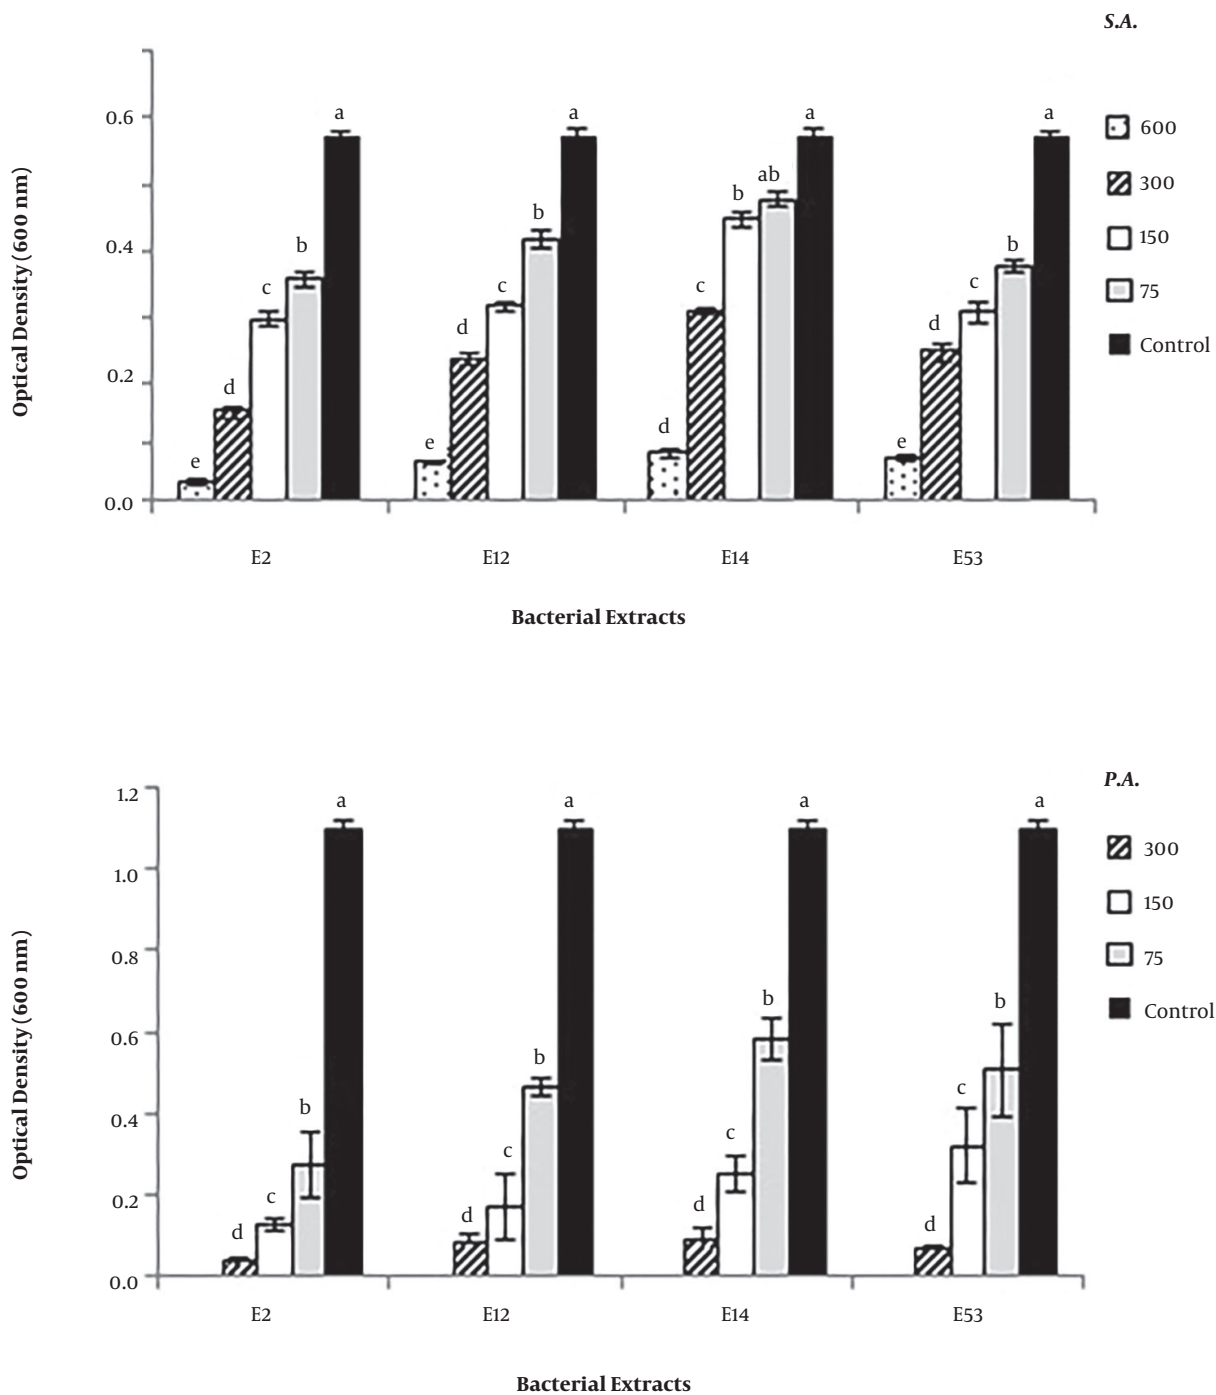 S.A.
0.6
0.4
0.2
0.0
Optical Density (600 nm)
a
b
c
d
e
a
b
c
d
e
a
ab
b
c
d
a
b
c
d
e
600
300
150
75
Control
E2
E12
E14
E53
Bacterial Extracts
P.A.
1.2
1.0
0.8
0.6
0.4
0.2
0.0
Optical Density (600 nm)
a
b
c
d
a
b
c
d
a
b
c
d
a
b
c
d
300
150
75
Control
E2
E12
E14
E53
Bacterial Extracts